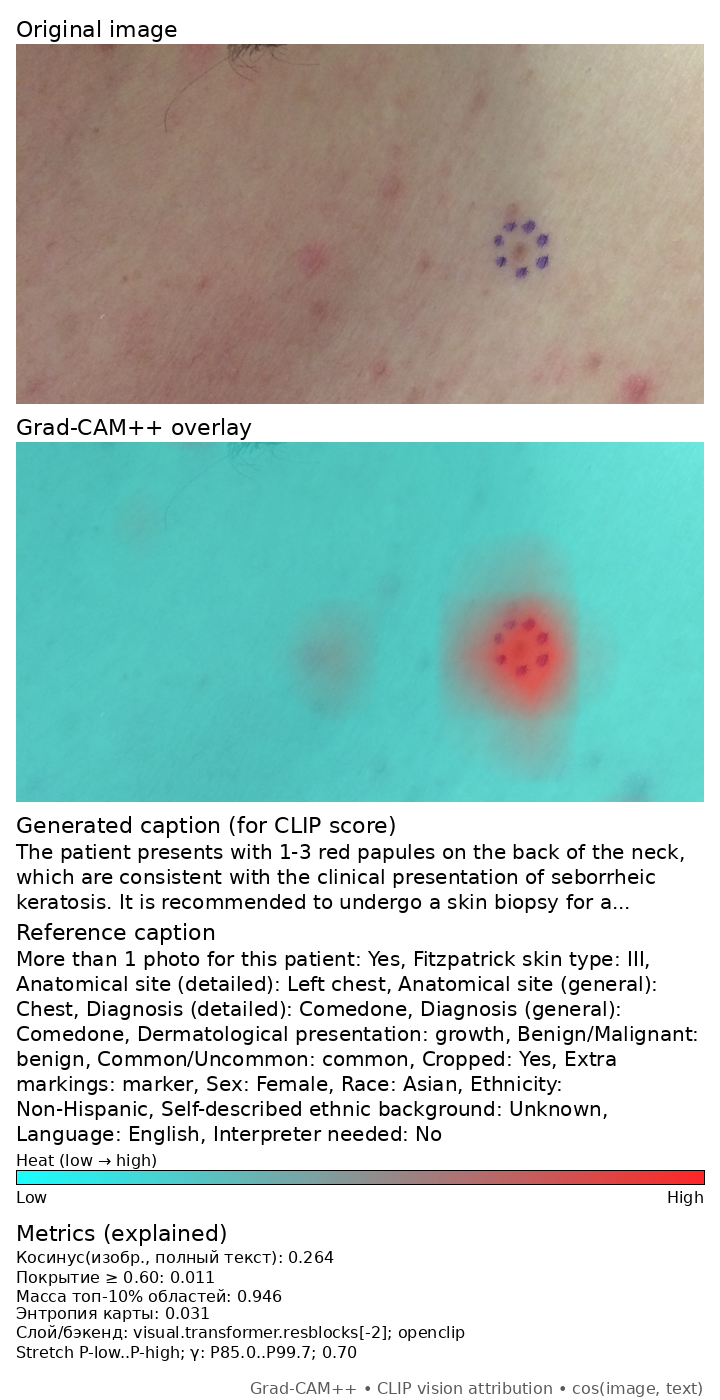 Original image
Grad-CAM++ overlay
Generated caption (for CLIP score)
The patient presents with 1-3 red papules on the back of the neck,
which are consistent with the clinical presentation of seborrheic
keratosis. It is recommended to undergo a skin biopsy for a...
Reference caption
More than 1 photo for this patient: Yes, Fitzpatrick skin type: III,
Anatomical site (detailed): Left chest, Anatomical site (general):
Chest, Diagnosis (detailed): Comedone, Diagnosis (general):
Comedone, Dermatological presentation: growth, Benign/Malignant:
benign, Common/Uncommon: common, Cropped: Yes, Extra
markings: marker, Sex: Female, Race: Asian, Ethnicity:
Non-Hispanic, Self-described ethnic background: Unknown,
Language: English, Interpreter needed: No
Heat (low → high)
Low High
Metrics (explained)
Косинус(изобр., полный текст): 0.264
Покрытие ≥ 0.60: 0.011
Масса топ-10% областей: 0.946
Энтропия карты: 0.031
Слой/бэкенд: visual.transformer.resblocks[-2]; openclip
Stretch P-low..P-high; γ: P85.0..P99.7; 0.70
Grad-CAM++ • CLIP vision attribution • cos(image, text)